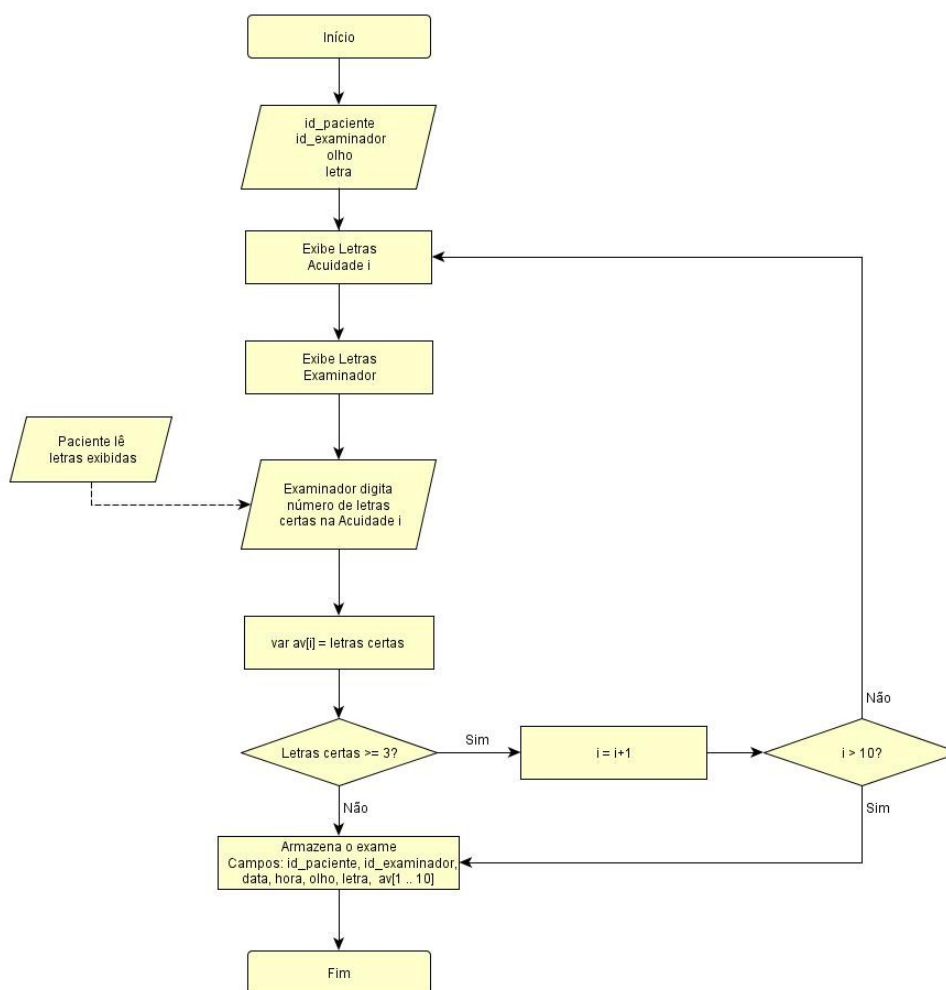 Início
id_paciente
id_examinador
olho
letra
Exibe Letras
Acuidade i
Exibe Letras
Examinador
Paciente lê
letras exibidas
Examinador digita
número de letras
certas na Acuidade i
var av[i] = letras certas
Letras certas >= 3?
Sim
i = i+1
i > 10?
Não
Não
Sim
Armazena o exame
Campos: id_paciente, id_examinador,
data, hora, olho, letra, av[1 .. 10]
Fim